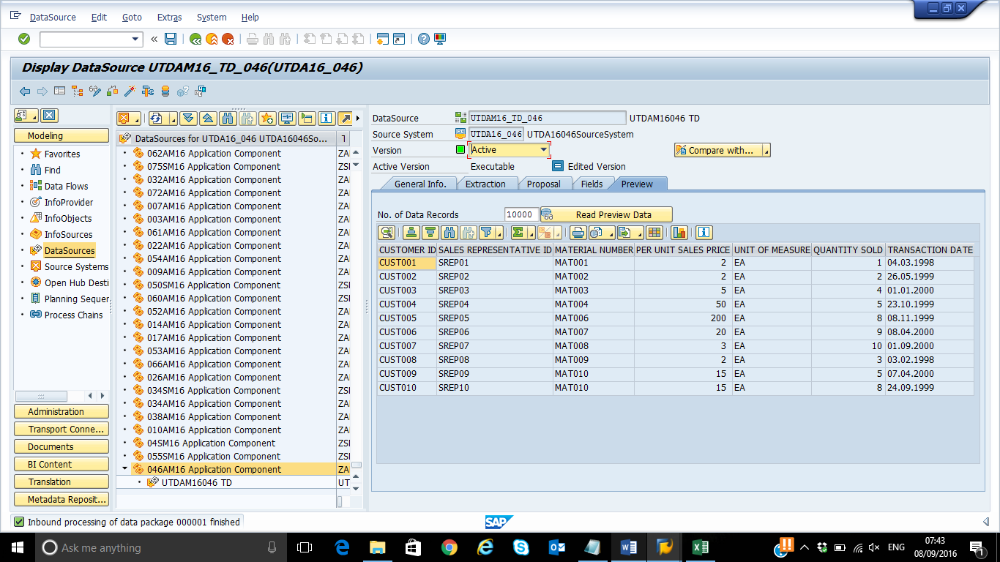 DataSource Edit Goto Extras System Help
Display DataSource UTDAM16_TD_046(UTDA16_046)
Modeling
Favorites
Find
Data Flows
InfoProvider
InfoObjects
InfoSources
DataSources
Source Systems
Open Hub Desti
Planning Sequer
Process Chains
Administration
Transport Conne...
Documents
BI Content
Translation
Metadata Reposit...
DataSources for UTDA16_046 UTDA16046So... T
062AM16 Application Component ZA
075SM16 Application Component ZS
032AM16 Application Component ZA
072AM16 Application Component ZA
007AM16 Application Component ZA
003AM16 Application Component ZA
061AM16 Application Component ZA
022AM16 Application Component ZA
054AM16 Application Component ZA
009AM16 Application Component ZA
050SM16 Application Component ZS
060AM16 Application Component ZA
052AM16 Application Component ZA
014AM16 Application Component ZA
017AM16 Application Component ZA
053AM16 Application Component ZA
066AM16 Application Component ZA
026AM16 Application Component ZA
034SM16 Application Component ZS
034AM16 Application Component ZA
038AM16 Application Component ZA
010AM16 Application Component ZA
04SM16 Application Component ZS
055SM16 Application Component ZS
046AM16 Application Component ZA
UTDAM16046 TD UT
DataSource UTDAM16_TD_046 UTDAM16046 TD
Source System UTDA16_046 UTDA16046SourceSystem
Version Active Compare with...
Active Version Executable Edited Version
General Info. Extraction Proposal Fields Preview
No. of Data Records 10000 Read Preview Data
CUSTOMER ID SALES REPRESENTATIVE ID MATERIAL NUMBER PER UNIT SALES PRICE UNIT OF MEASURE QUANTITY SOLD TRANSACTION DATE
CUST001 SREP01 MAT001 2 EA 1 04.03.1998
CUST002 SREP02 MAT002 2 EA 2 26.05.1999
CUST003 SREP03 MAT003 5 EA 4 01.01.2000
CUST004 SREP04 MAT004 50 EA 5 23.10.1999
CUST005 SREP05 MAT006 200 EA 8 08.11.1999
CUST006 SREP06 MAT007 20 EA 9 08.04.2000
CUST007 SREP07 MAT008 3 EA 10 01.09.2000
CUST008 SREP08 MAT009 2 EA 3 03.02.1998
CUST009 SREP09 MAT010 15 EA 5 07.04.2000
CUST010 SREP10 MAT010 15 EA 8 24.09.1999
Inbound processing of data package 000001 finished
SAP
Ask me anything
ENG
07:43
08/09/2016
1